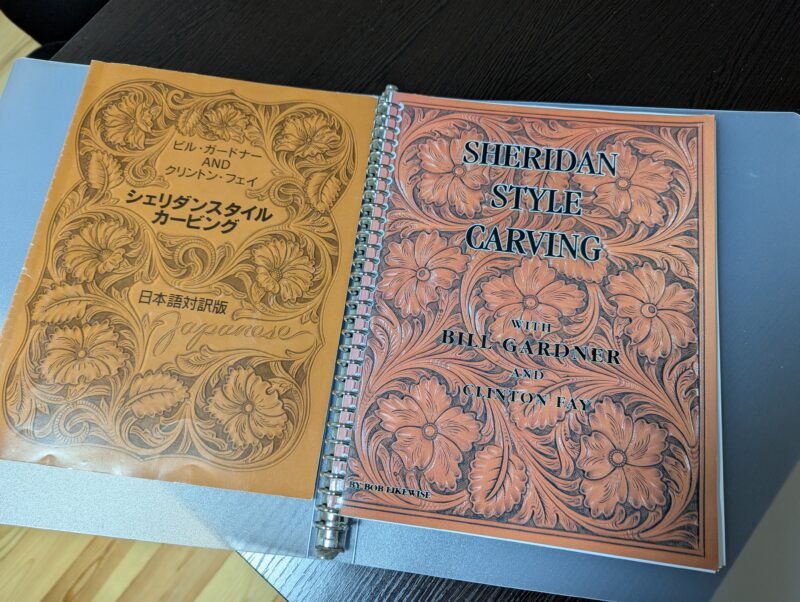 ビル・ガードナー
AND
クリントン・フェイ
シェリダンスタイル
カービング
日本語対訳版
Japanese
SHERIDAN
STYLE
CARVING
WITH
BILL GARDNER
AND
CLINTON FAY
BY BOB LIKEWISE